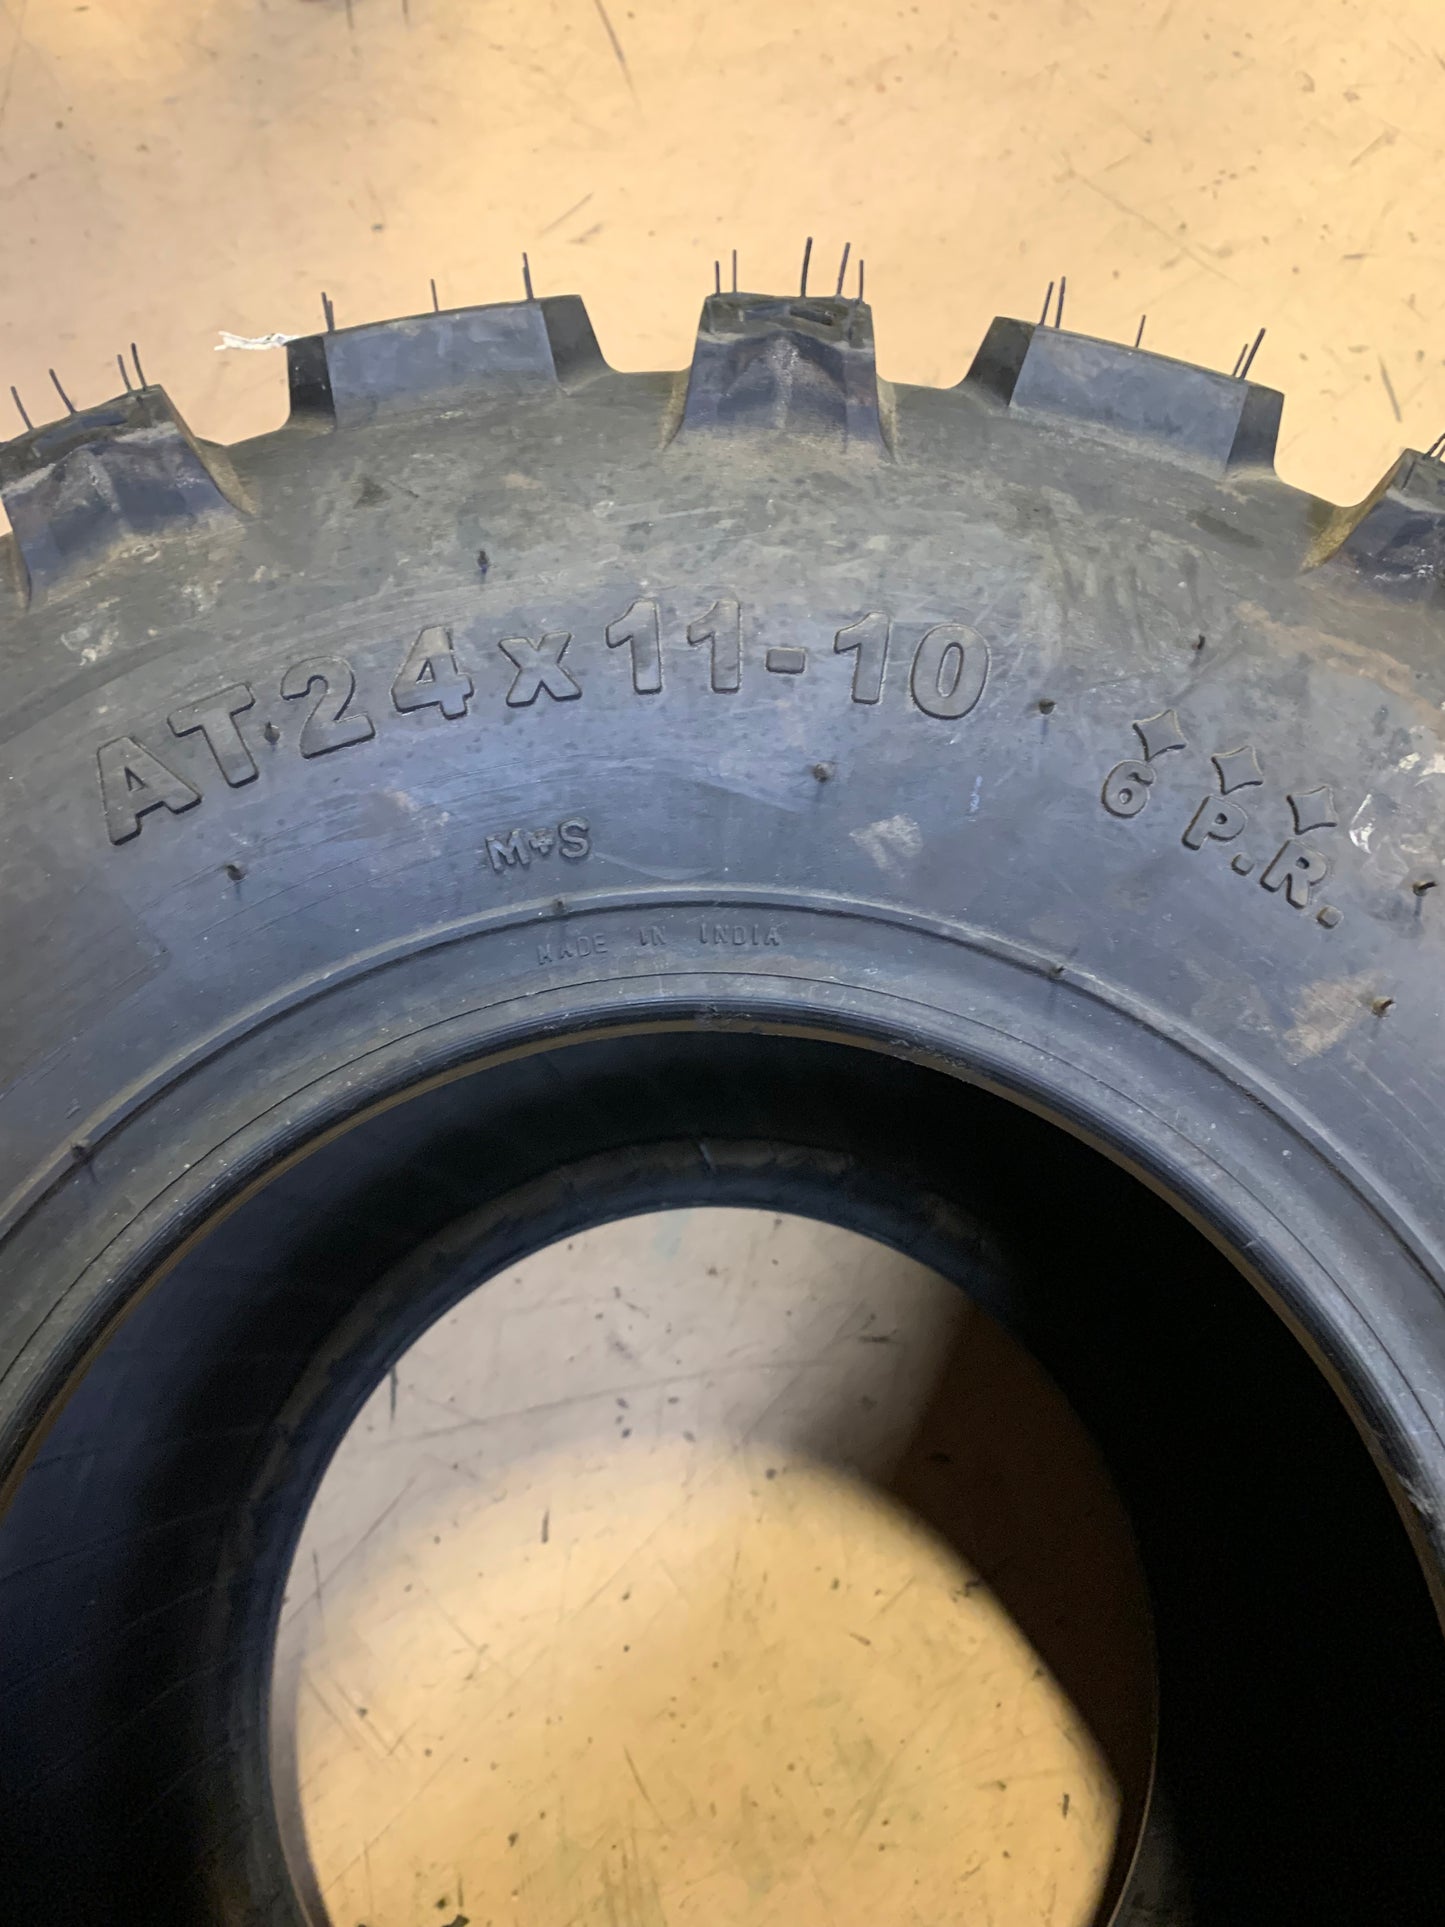 AT 24 x 11-10
6 P.R.
M+S
MADE IN INDIA